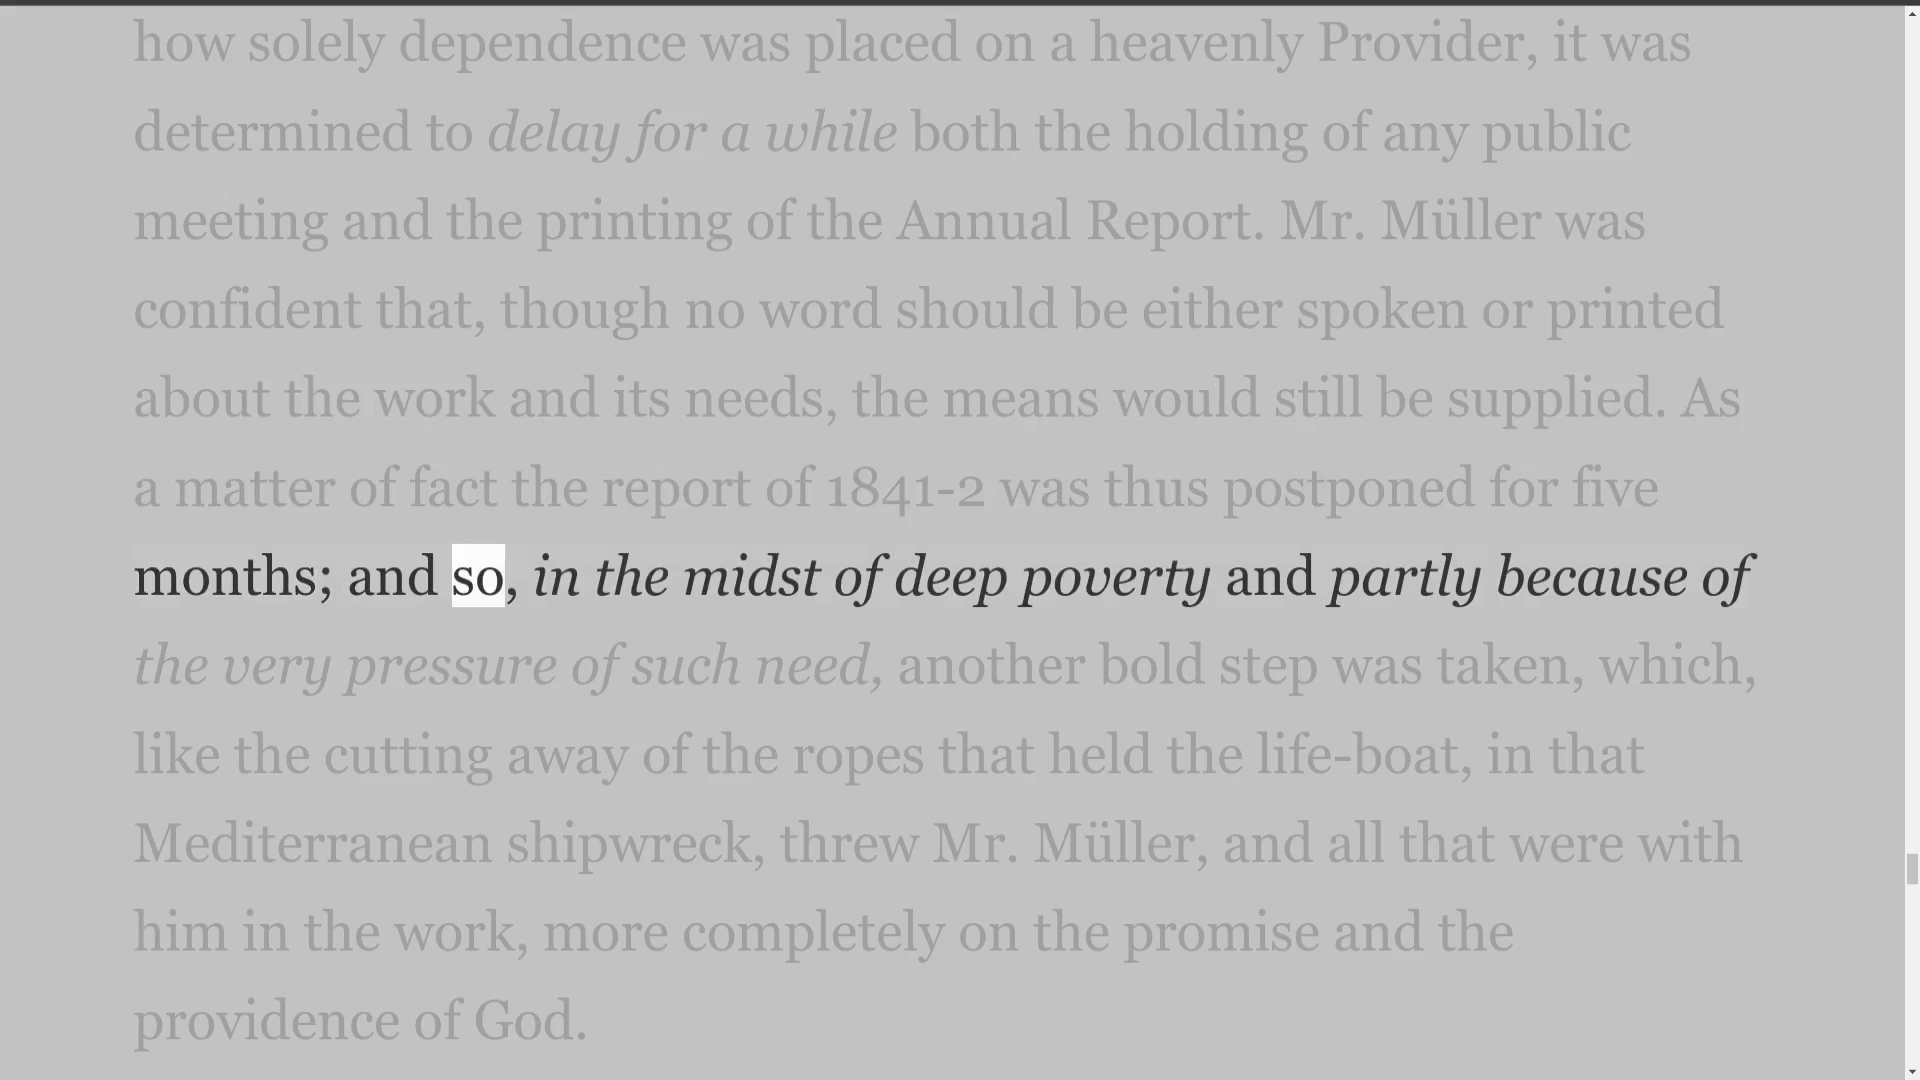 how solely dependence was placed on a heavenly Provider, it was
determined to delay for a while both the holding of any public
meeting and the printing of the Annual Report. Mr. Müller was
confident that, though no word should be either spoken or printed
about the work and its needs, the means would still be supplied. As
a matter of fact the report of 1841-2 was thus postponed for five
months; and so, in the midst of deep poverty and partly because of
the very pressure of such need, another bold step was taken, which,
like the cutting away of the ropes that held the life-boat, in that
Mediterranean shipwreck, threw Mr. Müller, and all that were with
him in the work, more completely on the promise and the
providence of God.